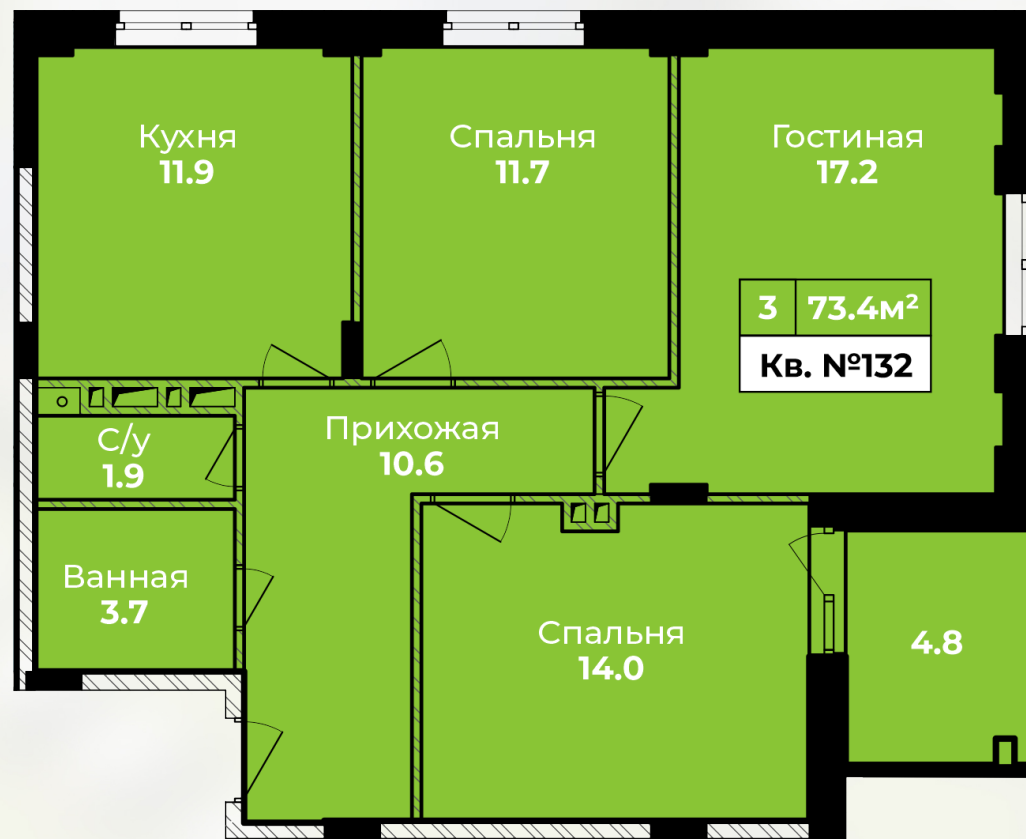 Кухня
11.9
Спальня
11.7
Гостиная
17.2
3 73.4м²
Кв. №132
Прихожая
10.6
С/у
1.9
Ванная
3.7
Спальня
14.0
4.8